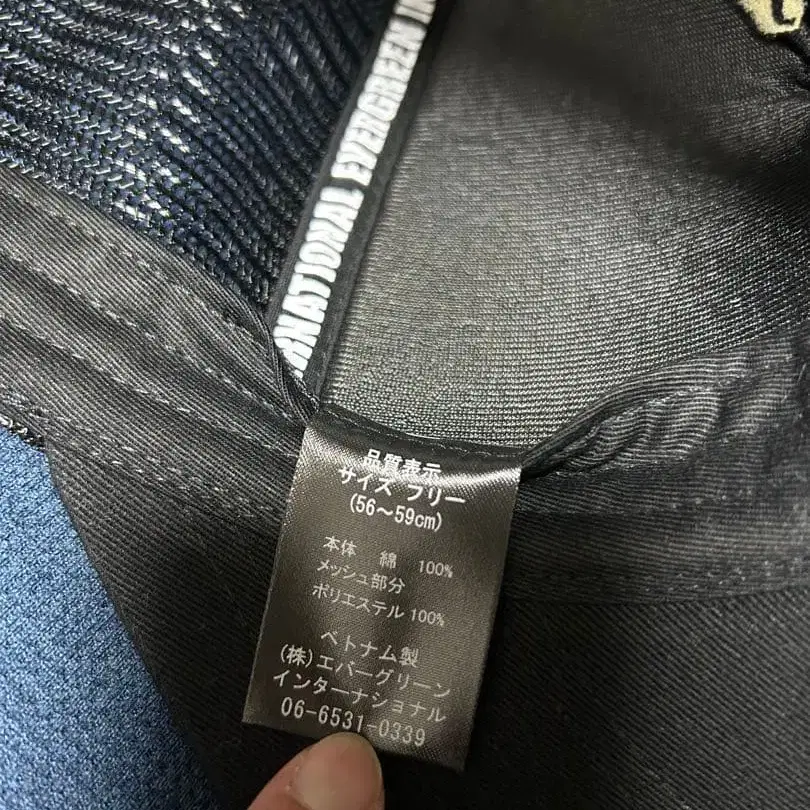 RNATIONAL EVERGREEN IN
品質表示
サイズ フリー
(56～59cm)
本体 綿 100%
メッシュ部分
ポリエステル 100%
ベトナム製
(株)エバーグリーン
インターナショナル
06-6531-0339